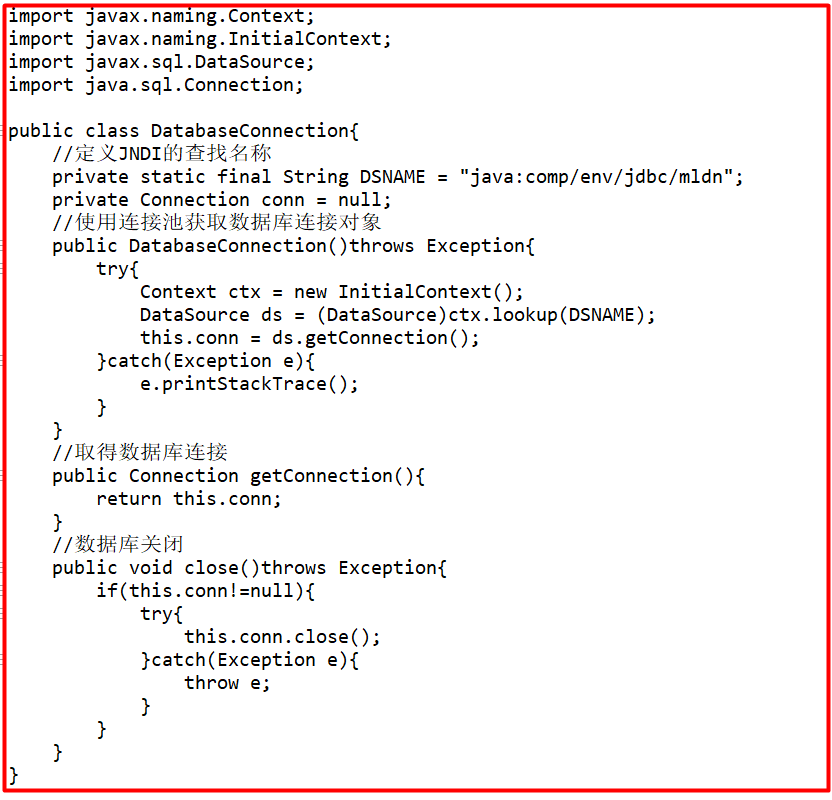 import javax.naming.Context;
import javax.naming.InitialContext;
import javax.sql.DataSource;
import java.sql.Connection;

public class DatabaseConnection{
    //定义JNDI的查找名称
    private static final String DSNAME = "java:comp/env/jdbc/mldn";
    private Connection conn = null;
    //使用连接池获取数据库连接对象
    public DatabaseConnection()throws Exception{
        try{
            Context ctx = new InitialContext();
            DataSource ds = (DataSource)ctx.lookup(DSNAME);
            this.conn = ds.getConnection();
        }catch(Exception e){
            e.printStackTrace();
        }
    }
    //取得数据库连接
    public Connection getConnection(){
        return this.conn;
    }
    //数据库关闭
    public void close()throws Exception{
        if(this.conn!=null){
            try{
                this.conn.close();
            }catch(Exception e){
                throw e;
            }
        }
    }
}